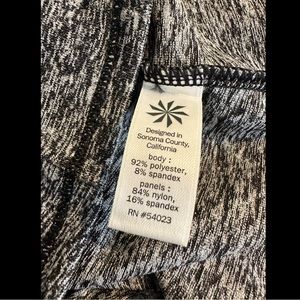 Designed in
Sonoma County,
California
body :
92% polyester,
8% spandex
panels :
84% nylon,
16% spandex
RN #54023